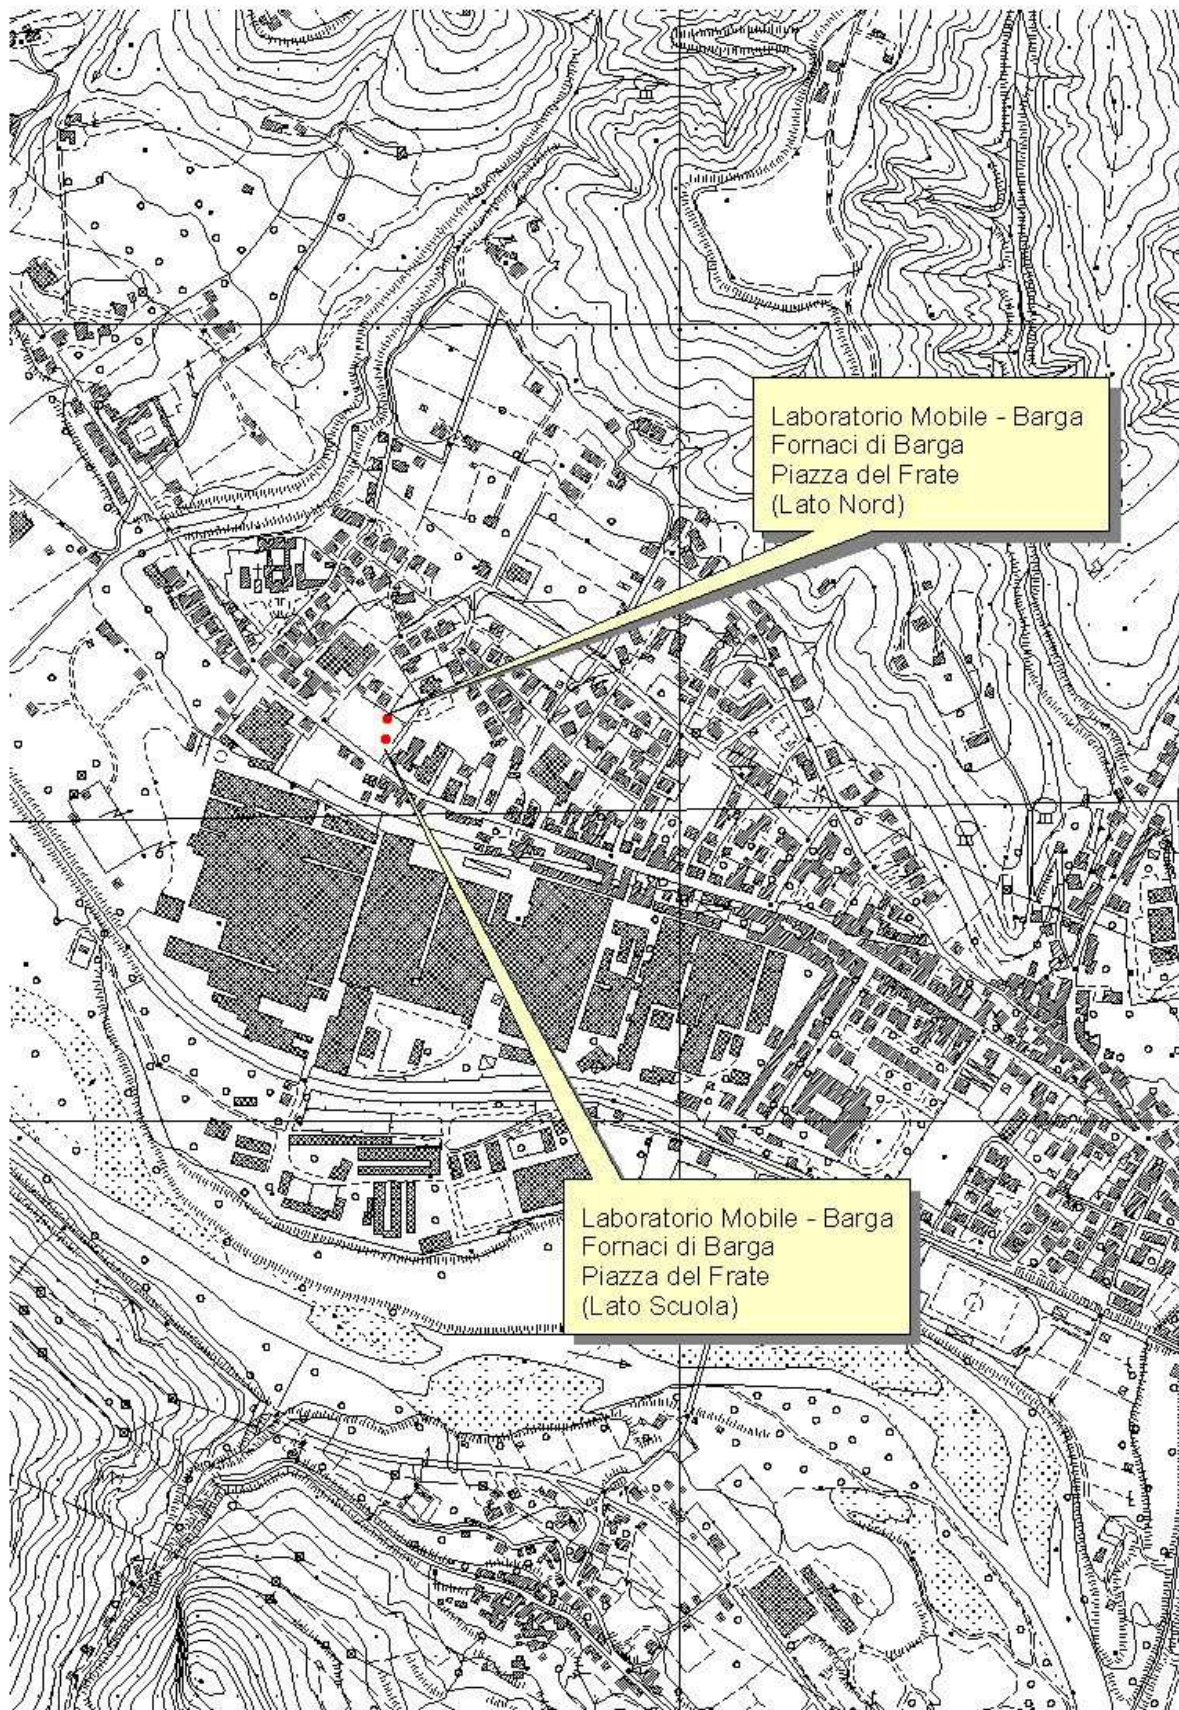 Laboratorio Mobile - Barga
Fornaci di Barga
Piazza del Frate
(Lato Nord)
Laboratorio Mobile - Barga
Fornaci di Barga
Piazza del Frate
(Lato Scuola)